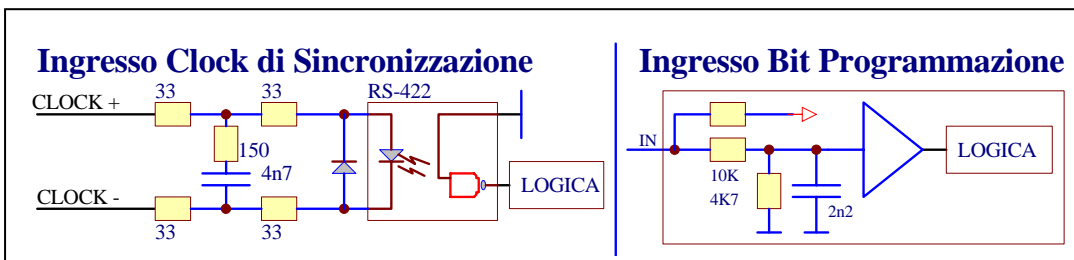 Ingresso Clock di Sincronizzazione
CLOCK +
33
33
RS-422
150
4n7
LOGICA
CLOCK -
33
33
Ingresso Bit Programmazione
IN
10K
4K7
2n2
LOGICA